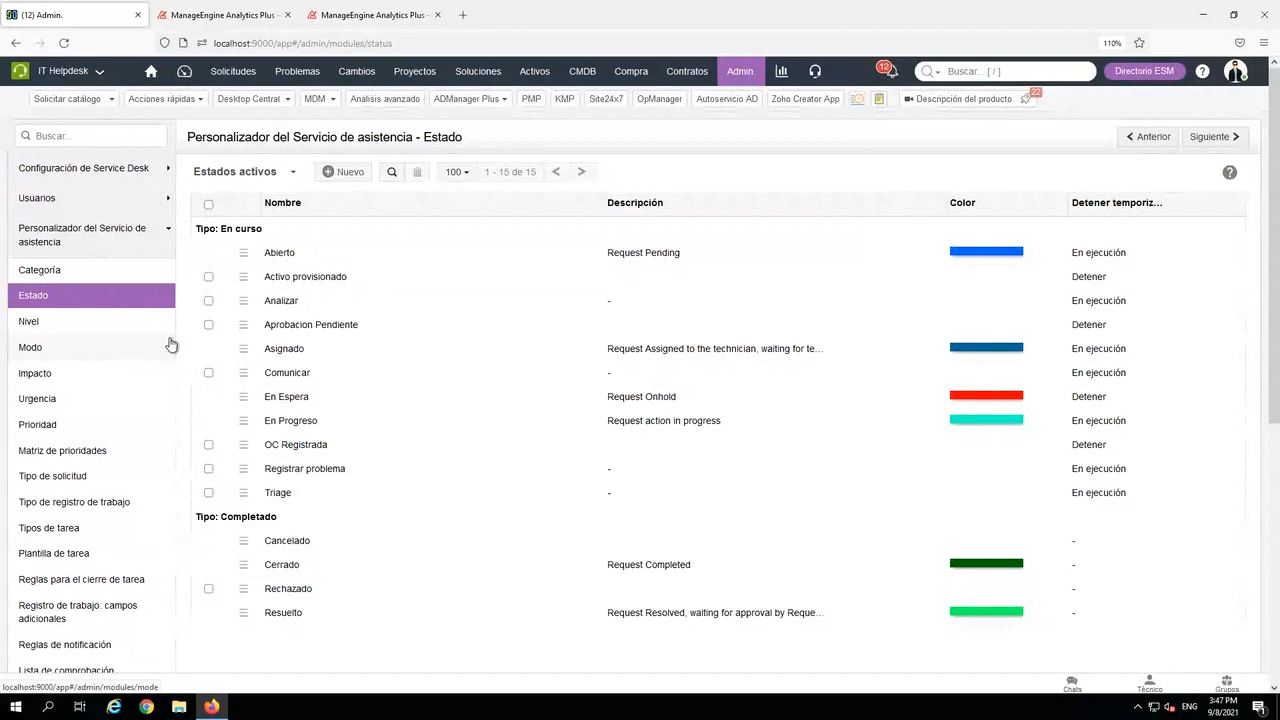 (12) Admin.
ManageEngine Analytics Plus -
ManageEngine Analytics Plus -
localhost:9000/app#/admin/modules/status
110%
IT Helpdesk
Cambios
Proyectos
Soluciones
Activos
CMDB
Compra
Contratos
Admin
12
Buscar... [ / ]
Directorio ESM
Solicitar catálogo
Acciones rápidas
Desktop Central
MDM
Análisis avanzado
ADManager Plus
PMP
KMP
Site24x7
OpManager
Autoservicio AD
Zoho Creator App
Descripción del producto
22
Buscar...
Personalizador del Servicio de asistencia - Estado
Anterior
Siguiente
Configuración de Service Desk
Usuarios
Personalizador del Servicio de
asistencia
Categoría
Estado
Nivel
Modo
Impacto
Urgencia
Prioridad
Matriz de prioridades
Tipo de solicitud
Tipo de registro de trabajo
Tipos de tarea
Plantilla de tarea
Reglas para el cierre de tarea
Registro de trabajo: campos
adicionales
Reglas de notificación
Lista de comprobación
Estados activos
Nuevo
100
1 - 15 de 15
Nombre Descripción Color Detener temporiz...
Tipo: En curso
Abierto Request Pending En ejecución
Activo provisionado Detener
Analizar - En ejecución
Aprobacion Pendiente Detener
Asignado Request Assigned to the technician, waiting for te... En ejecución
Comunicar - En ejecución
En Espera Request Onhold Detener
En Progreso Request action in progress En ejecución
OC Registrada Detener
Registrar problema - En ejecución
Triage - En ejecución
Tipo: Completado
Cancelado -
Cerrado Request Completed -
Rechazado -
Resuelto Request Resolved, waiting for approval by Reque... -
localhost:9000/app#/admin/modules/mode
Chats
Técnico
Grupos
ENG
3:47 PM
9/8/2021